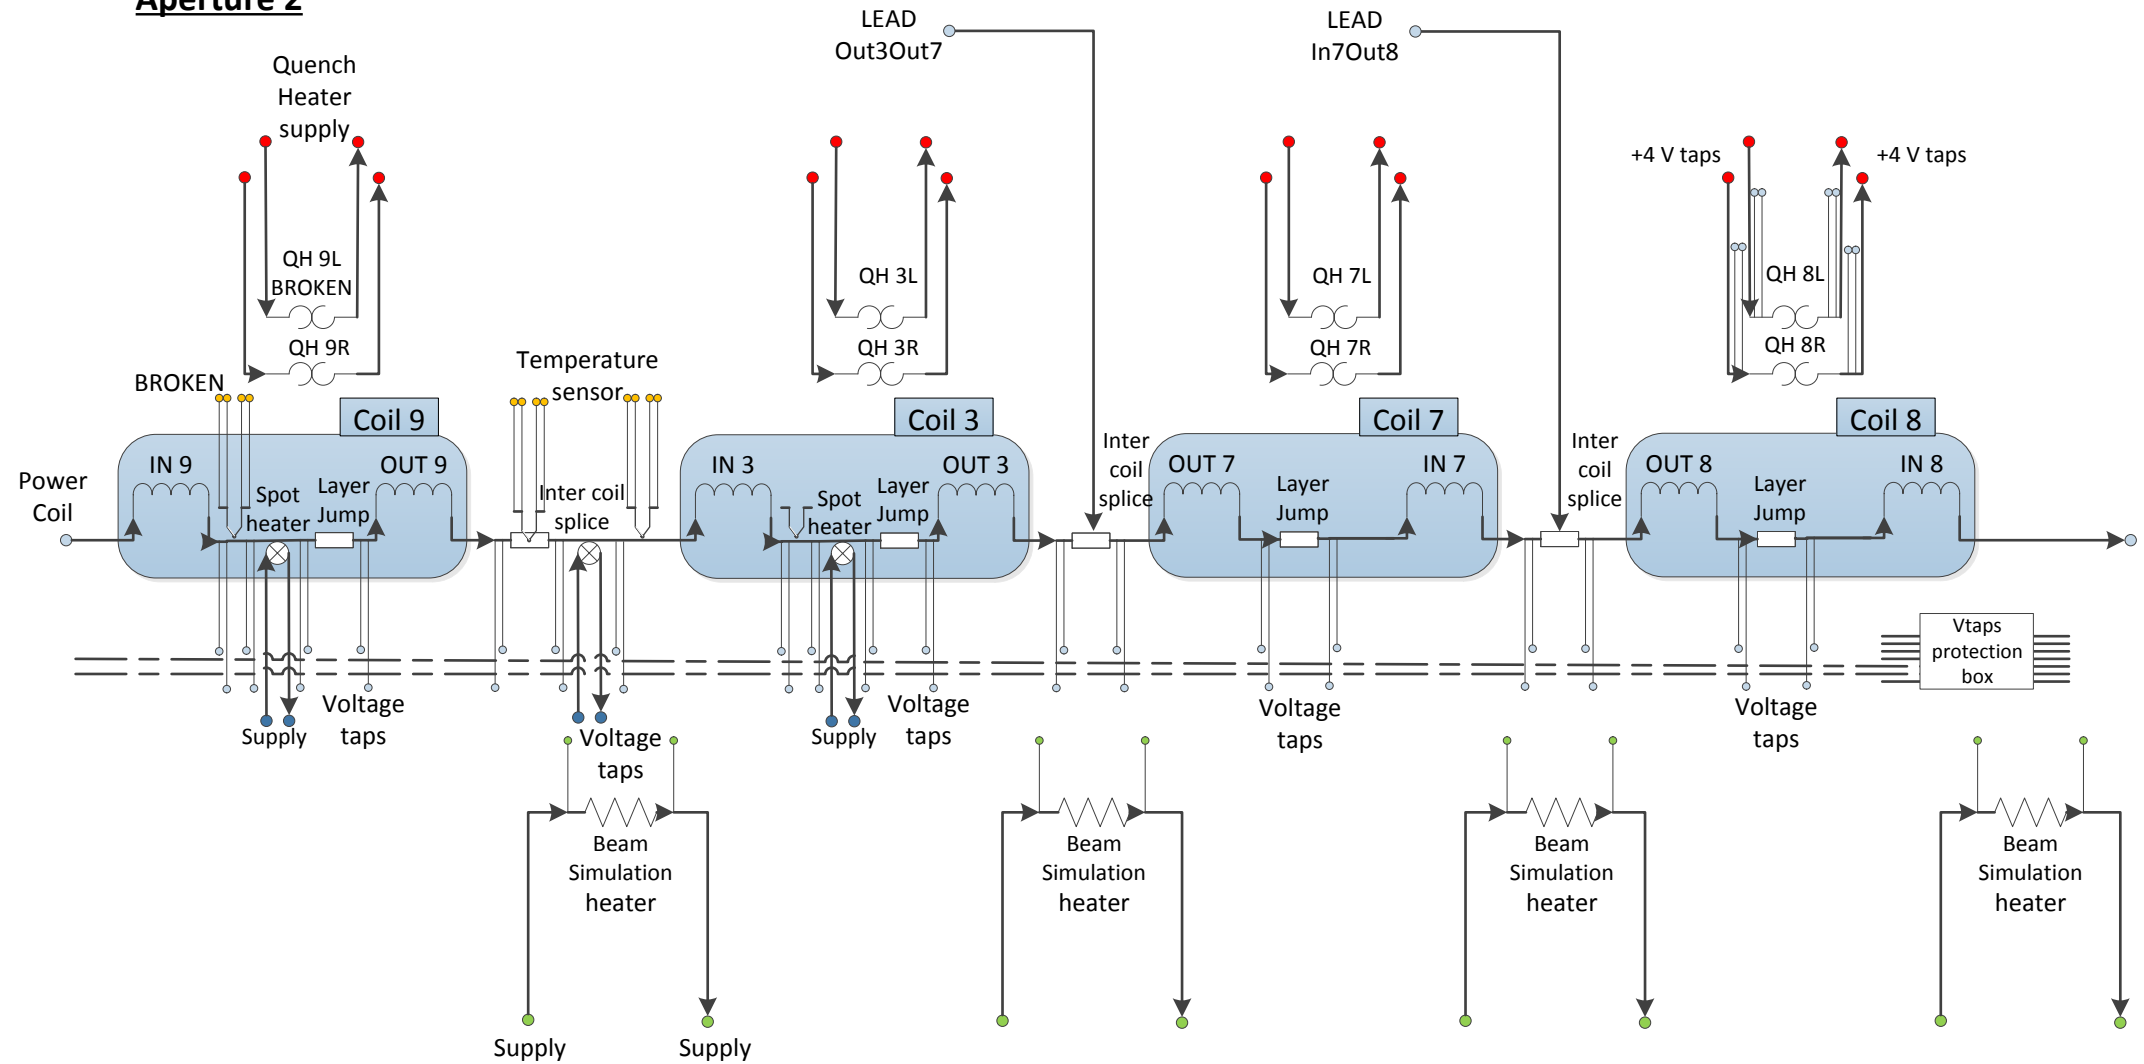 Aperture 2
LEAD
Out3Out7
LEAD
In7Out8
Quench
Heater
supply
+4 V taps
+4 V taps
QH 9L
BROKEN
QH 9R
QH 3L
QH 3R
QH 7L
QH 7R
QH 8L
QH 8R
BROKEN
Temperature
sensor
Coil 9
Coil 3
Coil 7
Coil 8
Power
Coil
IN 9
OUT 9
Spot
heater
Layer
Jump
Inter coil
splice
IN 3
OUT 3
Spot
heater
Layer
Jump
Inter
coil
splice
OUT 7
IN 7
Layer
Jump
Inter
coil
splice
OUT 8
IN 8
Layer
Jump
Vtaps
protection
box
Supply
Voltage
taps
Voltage
taps
Supply
Voltage
taps
Voltage
taps
Voltage
taps
Beam
Simulation
heater
Beam
Simulation
heater
Beam
Simulation
heater
Beam
Simulation
heater
Supply
Supply